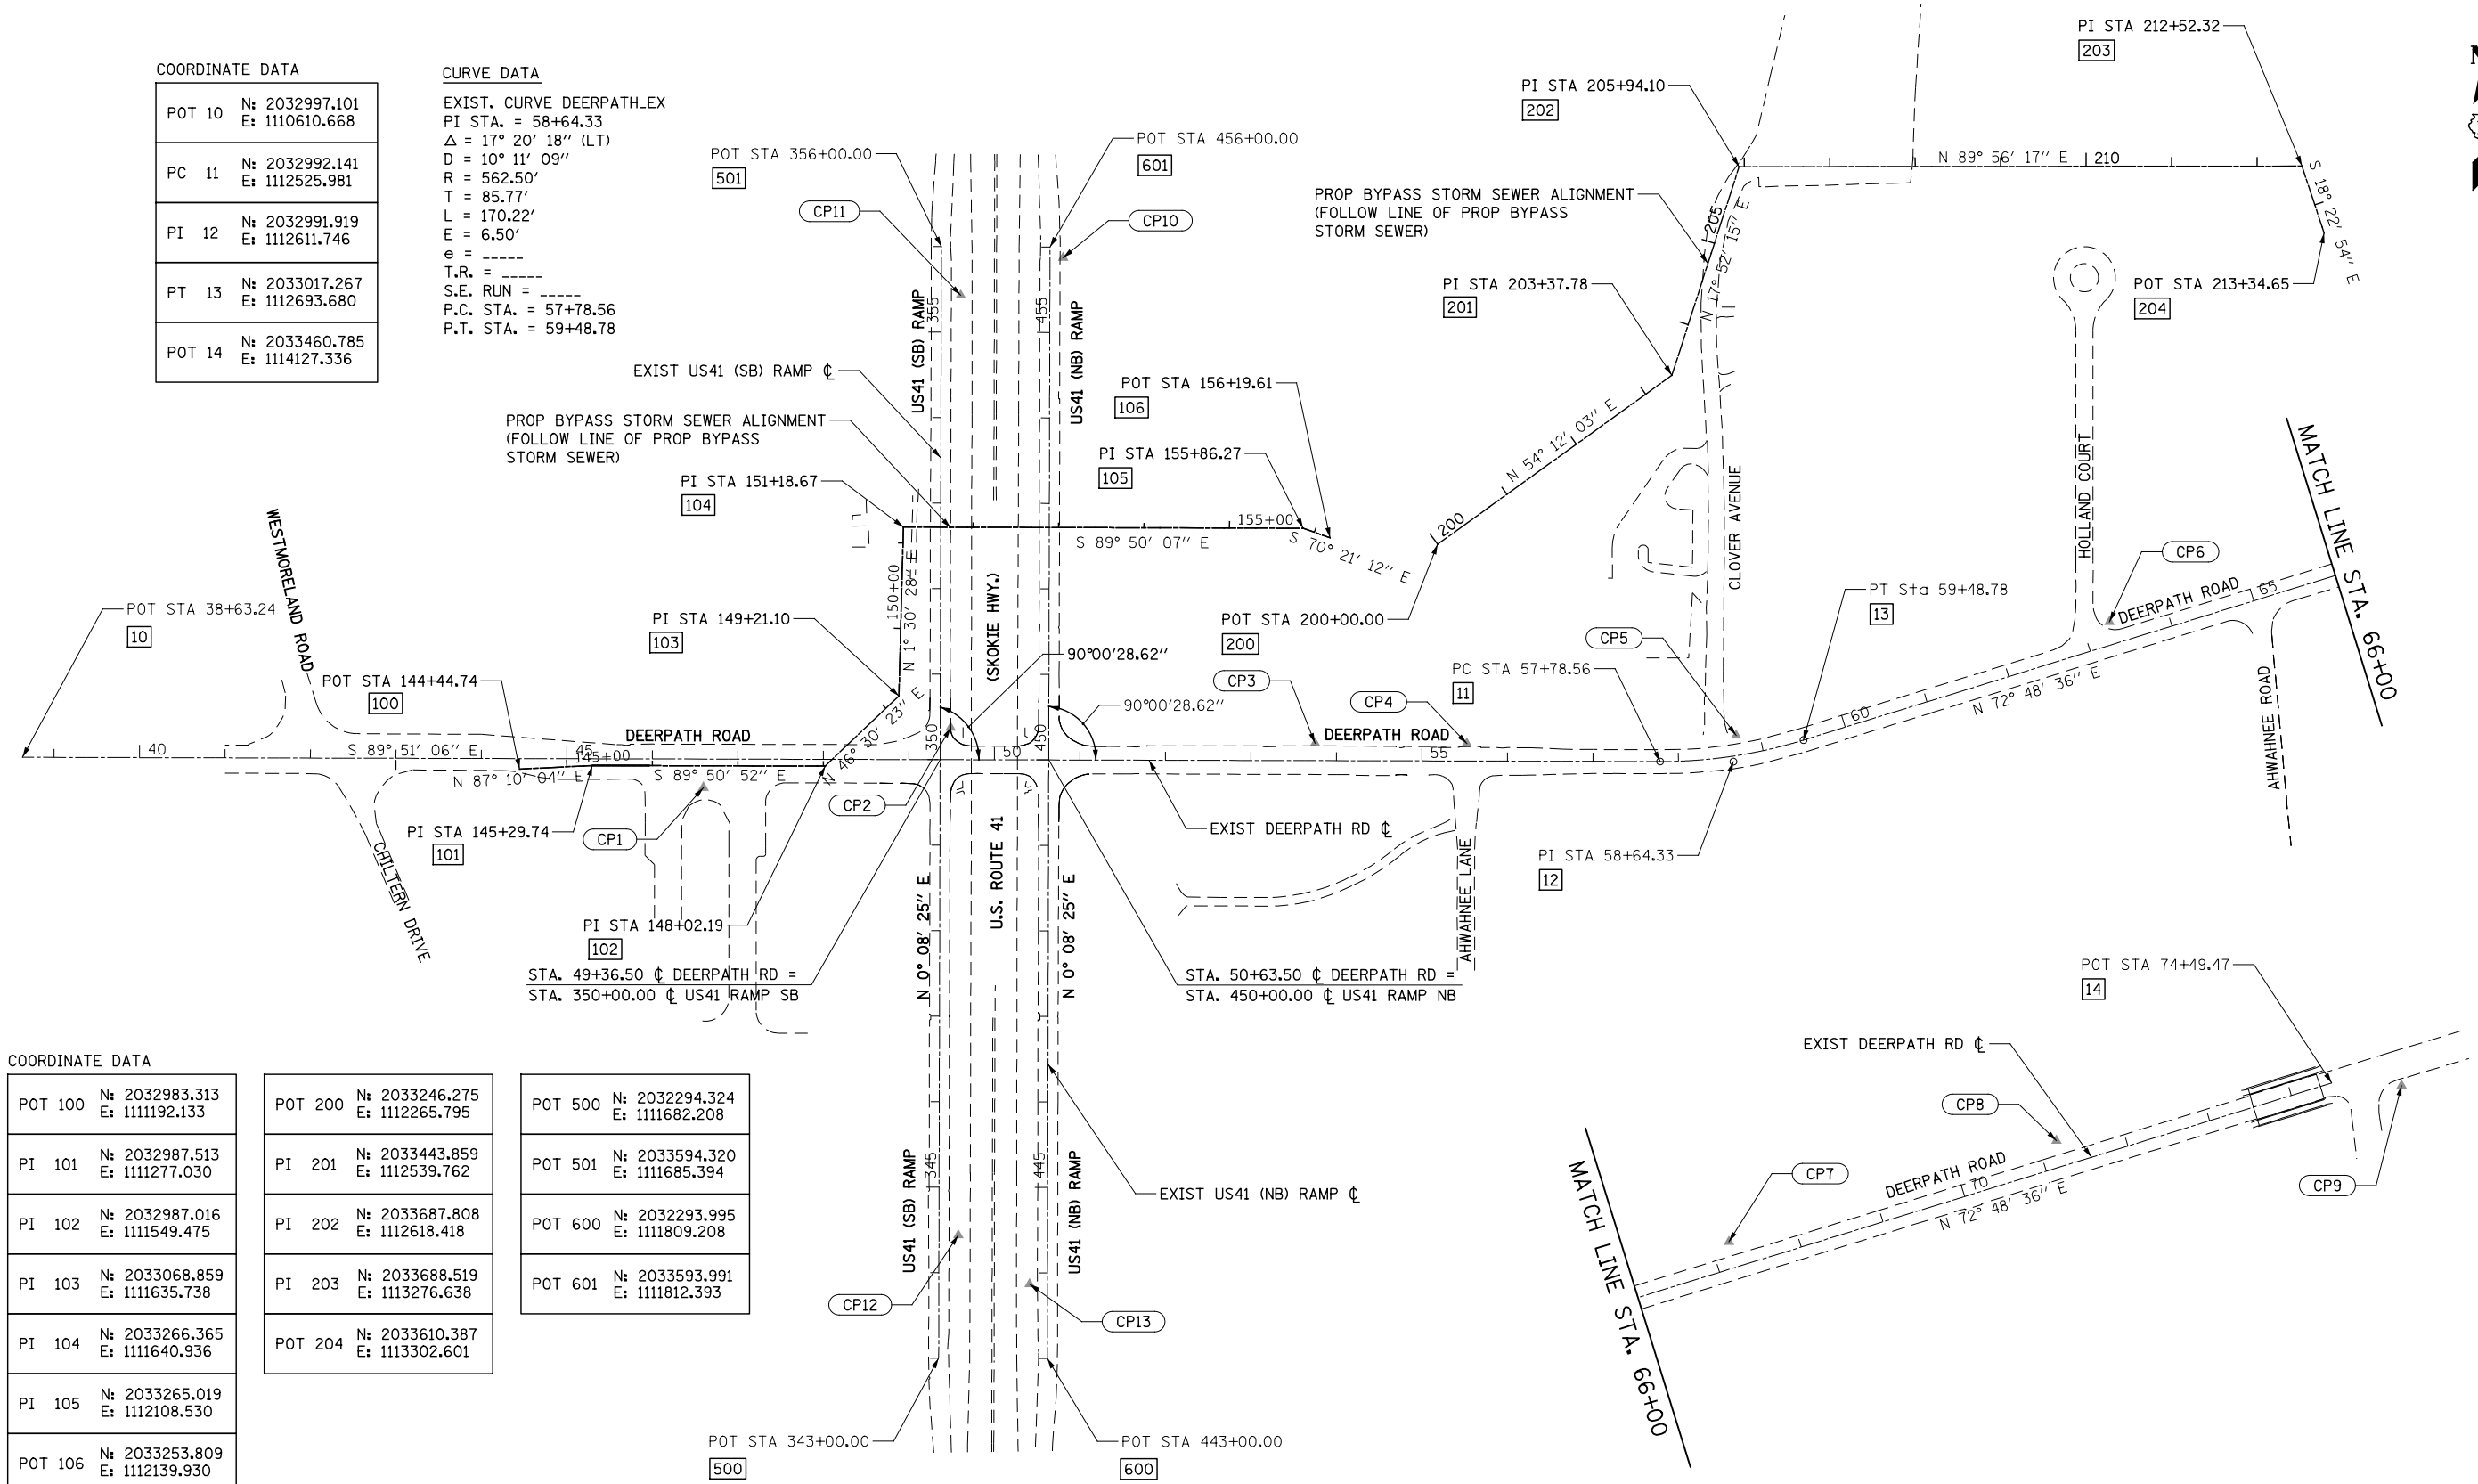 COORDINATE DATA
POT 10 N: 2032997.101
E: 1110610.668
PC 11 N: 2032992.141
E: 1112525.981
PI 12 N: 2032991.919
E: 1112611.746
PT 13 N: 2033017.267
E: 1112693.680
POT 14 N: 2033460.785
E: 1114127.336
CURVE DATA
EXIST. CURVE DEERPATH_EX
PI STA. = 58+64.33
Δ = 17° 20' 18" (LT)
D = 10° 11' 09"
R = 562.50'
T = 85.77'
L = 170.22'
E = 6.50'
e = _____
T.R. = _____
S.E. RUN = _____
P.C. STA. = 57+78.56
P.T. STA. = 59+48.78
POT STA 356+00.00
501
CP11
POT STA 456+00.00
601
CP10
PI STA 205+94.10
202
PI STA 212+52.32
203
N
N 89° 56' 17" E
210
S 18° 22' 54" E
PROP BYPASS STORM SEWER ALIGNMENT
(FOLLOW LINE OF PROP BYPASS
STORM SEWER)
205
N 17° 52' 15" E
PI STA 203+37.78
201
POT STA 213+34.65
204
US41 (SB) RAMP
355
455
US41 (NB) RAMP
EXIST US41 (SB) RAMP ℄
PROP BYPASS STORM SEWER ALIGNMENT
(FOLLOW LINE OF PROP BYPASS
STORM SEWER)
POT STA 156+19.61
106
PI STA 155+86.27
105
PI STA 151+18.67
104
155+00
S 89° 50' 07" E
S 70° 21' 12" E
200
N 54° 12' 03" E
CLOVER AVENUE
HOLLAND COURT
MATCH LINE STA. 66+00
WESTMORELAND ROAD
150+00
N 1° 30' 28" E
(SKOKIE HWY.)
CP6
DEERPATH ROAD
65
POT STA 38+63.24
10
PI STA 149+21.10
103
POT STA 200+00.00
200
PT Sta 59+48.78
13
CP5
90°00'28.62"
90°00'28.62"
POT STA 144+44.74
100
CP3
CP4
PC STA 57+78.56
11
60
N 72° 48' 36" E
AHWAHNEE ROAD
40
S 89° 51' 06" E
45
145+00
DEERPATH ROAD
N 87° 10' 04" E
S 89° 50' 52" E
N 46° 30' 23" E
350
50
450
DEERPATH ROAD
55
CP2
PI STA 145+29.74
101
CP1
EXIST DEERPATH RD ℄
PI STA 58+64.33
12
CHILTERN DRIVE
U.S. ROUTE 41
N 0° 08' 25" E
N 0° 08' 25" E
AHWAHNEE LANE
PI STA 148+02.19
102
STA. 49+36.50 ℄ DEERPATH RD =
STA. 350+00.00 ℄ US41 RAMP SB
STA. 50+63.50 ℄ DEERPATH RD =
STA. 450+00.00 ℄ US41 RAMP NB
POT STA 74+49.47
14
EXIST DEERPATH RD ℄
CP8
CP7
CP9
DEERPATH ROAD
70
N 72° 48' 36" E
MATCH LINE STA. 66+00
US41 (SB) RAMP
345
445
US41 (NB) RAMP
EXIST US41 (NB) RAMP ℄
CP12
CP13
POT STA 343+00.00
500
POT STA 443+00.00
600
COORDINATE DATA
POT 100 N: 2032983.313
E: 1111192.133
PI 101 N: 2032987.513
E: 1111277.030
PI 102 N: 2032987.016
E: 1111549.475
PI 103 N: 2033068.859
E: 1111635.738
PI 104 N: 2033266.365
E: 1111640.936
PI 105 N: 2033265.019
E: 1112108.530
POT 106 N: 2033253.809
E: 1112139.930
POT 200 N: 2033246.275
E: 1112265.795
PI 201 N: 2033443.859
E: 1112539.762
PI 202 N: 2033687.808
E: 1112618.418
PI 203 N: 2033688.519
E: 1113276.638
POT 204 N: 2033610.387
E: 1113302.601
POT 500 N: 2032294.324
E: 1111682.208
POT 501 N: 2033594.320
E: 1111685.394
POT 600 N: 2032293.995
E: 1111809.208
POT 601 N: 2033593.991
E: 1111812.393